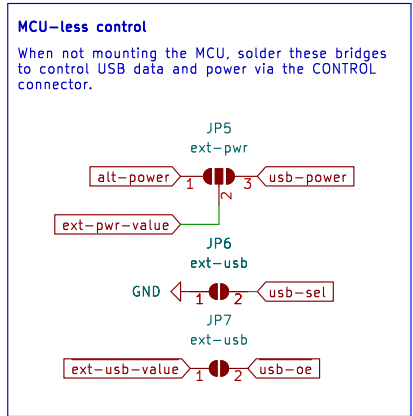 MCU-less control
When not mounting the MCU, solder these bridges
to control USB data and power via the CONTROL
connector.
JP5
ext-pwr
alt-power 1 3 usb-power
2
ext-pwr-value
JP6
ext-usb
GND 1 2 usb-sel
JP7
ext-usb
ext-usb-value 1 2 usb-oe